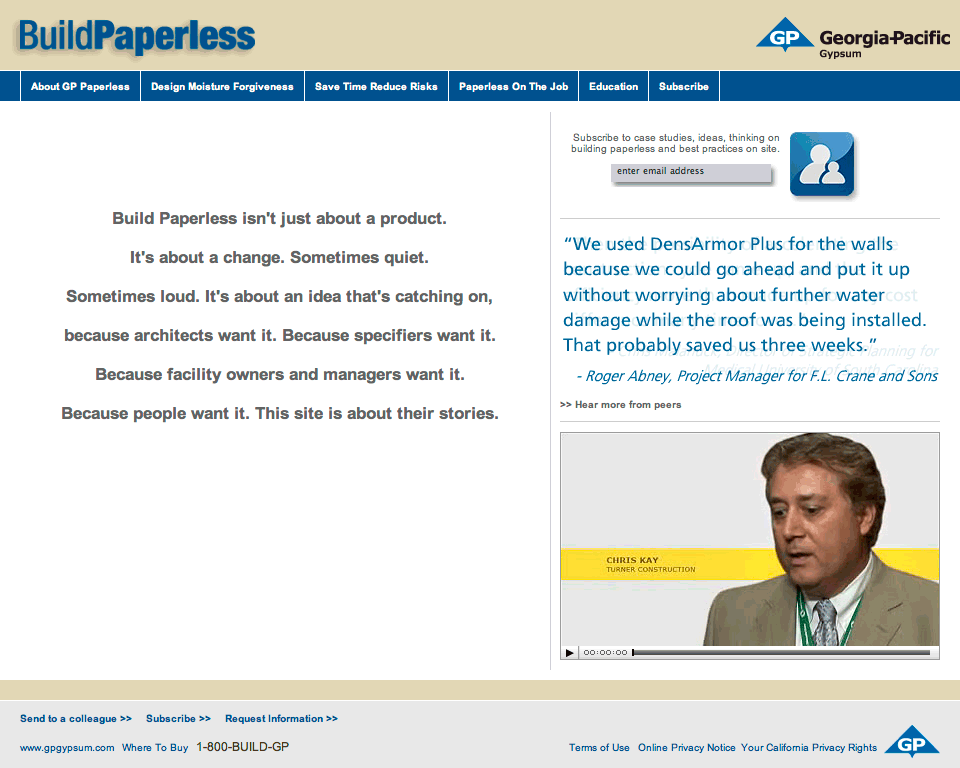 BuildPaperless
GP Georgia-Pacific
Gypsum
About GP Paperless
Design Moisture Forgiveness
Save Time Reduce Risks
Paperless On The Job
Education
Subscribe
Build Paperless isn't just about a product.
It's about a change. Sometimes quiet.
Sometimes loud. It's about an idea that's catching on,
because architects want it. Because specifiers want it.
Because facility owners and managers want it.
Because people want it. This site is about their stories.
Subscribe to case studies, ideas, thinking on
building paperless and best practices on site.
enter email address
“We used DensArmor Plus for the walls
because we could go ahead and put it up
without worrying about further water
damage while the roof was being installed.
That probably saved us three weeks.”
- Roger Abney, Project Manager for F.L. Crane and Sons
>> Hear more from peers
CHRIS KAY
TURNER CONSTRUCTION
00:00:00
Send to a colleague >> Subscribe >> Request Information >>
www.gpgypsum.com Where To Buy 1-800-BUILD-GP
Terms of Use Online Privacy Notice Your California Privacy Rights
GP